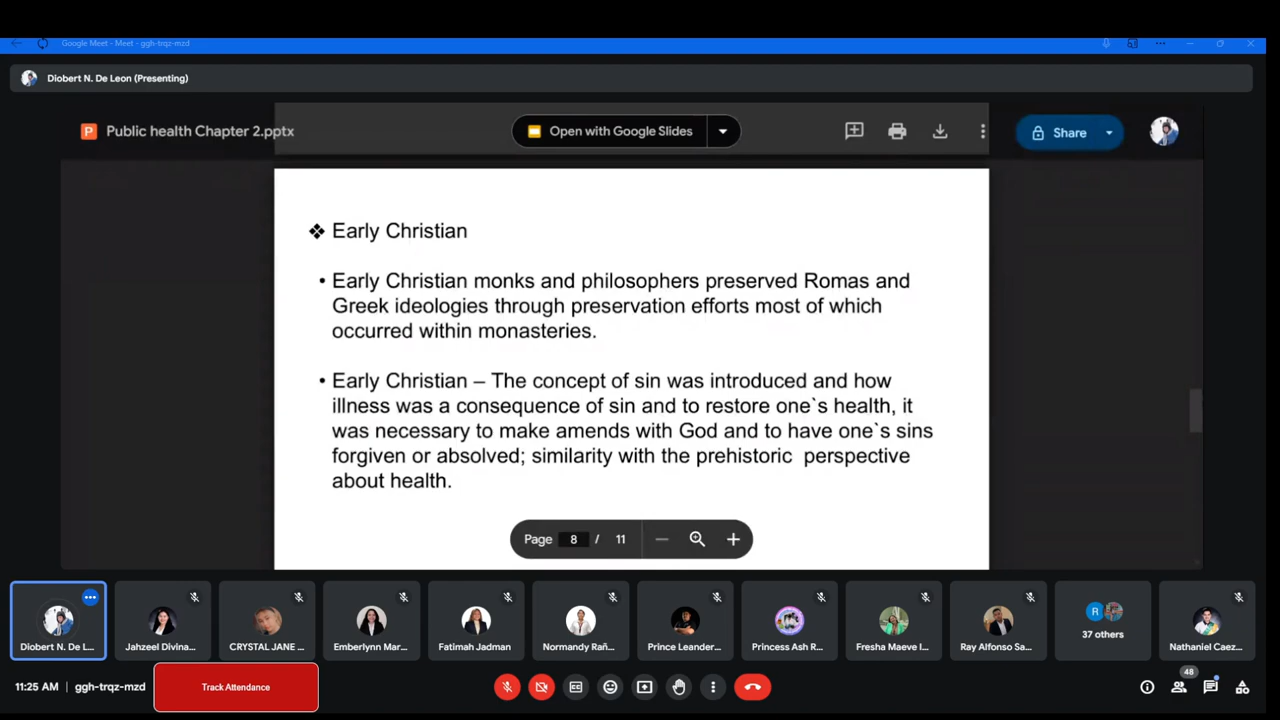 Google Meet - Meet - ggh-trqz-mzd
Diobert N. De Leon (Presenting)
P
Public health Chapter 2.pptx
Open with Google Slides
Share
❖ Early Christian
• Early Christian monks and philosophers preserved Romas and
Greek ideologies through preservation efforts most of which
occurred within monasteries.
• Early Christian – The concept of sin was introduced and how
illness was a consequence of sin and to restore one`s health, it
was necessary to make amends with God and to have one`s sins
forgiven or absolved; similarity with the prehistoric perspective
about health.
Page 8 / 11
Diobert N. De L...
Jahzeel Divina...
CRYSTAL JANE ...
Emberlynn Mar...
Fatimah Jadman
Normandy Rañ...
Prince Leander...
Princess Ash R...
Fresha Maeve I...
Ray Alfonso Sa...
R
37 others
Nathaniel Caez...
11:25 AM | ggh-trqz-mzd
Track Attendance
48